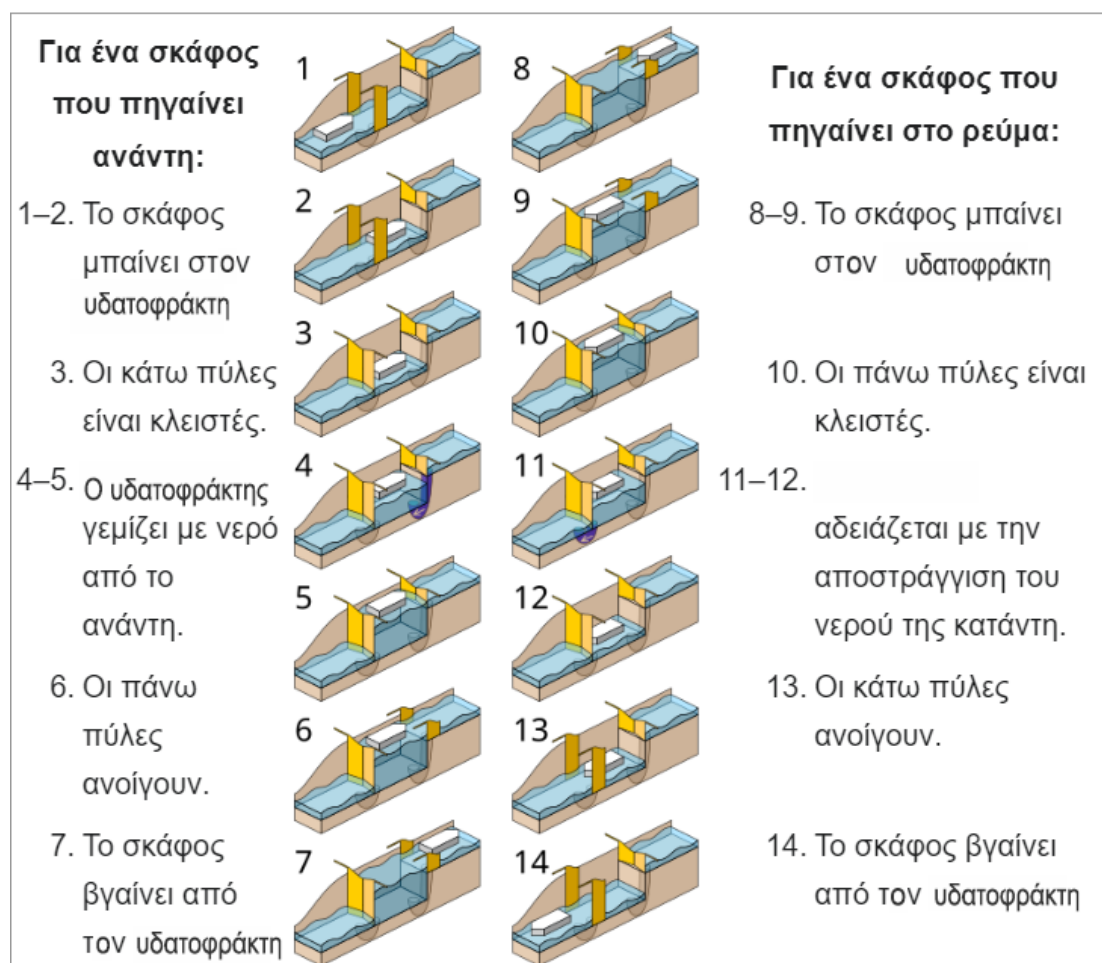 Για ένα σκάφος
που πηγαίνει
ανάντη:
1–2. Το σκάφος
μπαίνει στον
υδατοφράκτη
3. Οι κάτω πύλες
είναι κλειστές.
4–5. Ο υδατοφράκτης
γεμίζει με νερό
από το
ανάντη.
6. Οι πάνω
πύλες
ανοίγουν.
7. Το σκάφος
βγαίνει από
τον υδατοφράκτη
1
2
3
4
5
6
7
8
9
10
11
12
13
14
Για ένα σκάφος που
πηγαίνει στο ρεύμα:
8–9. Το σκάφος μπαίνει
στον υδατοφράκτη
10. Οι πάνω πύλες είναι
κλειστές.
11–12.
αδειάζεται με την
αποστράγγιση του
νερού της κατάντη.
13. Οι κάτω πύλες
ανοίγουν.
14. Το σκάφος βγαίνει
από τον υδατοφράκτη